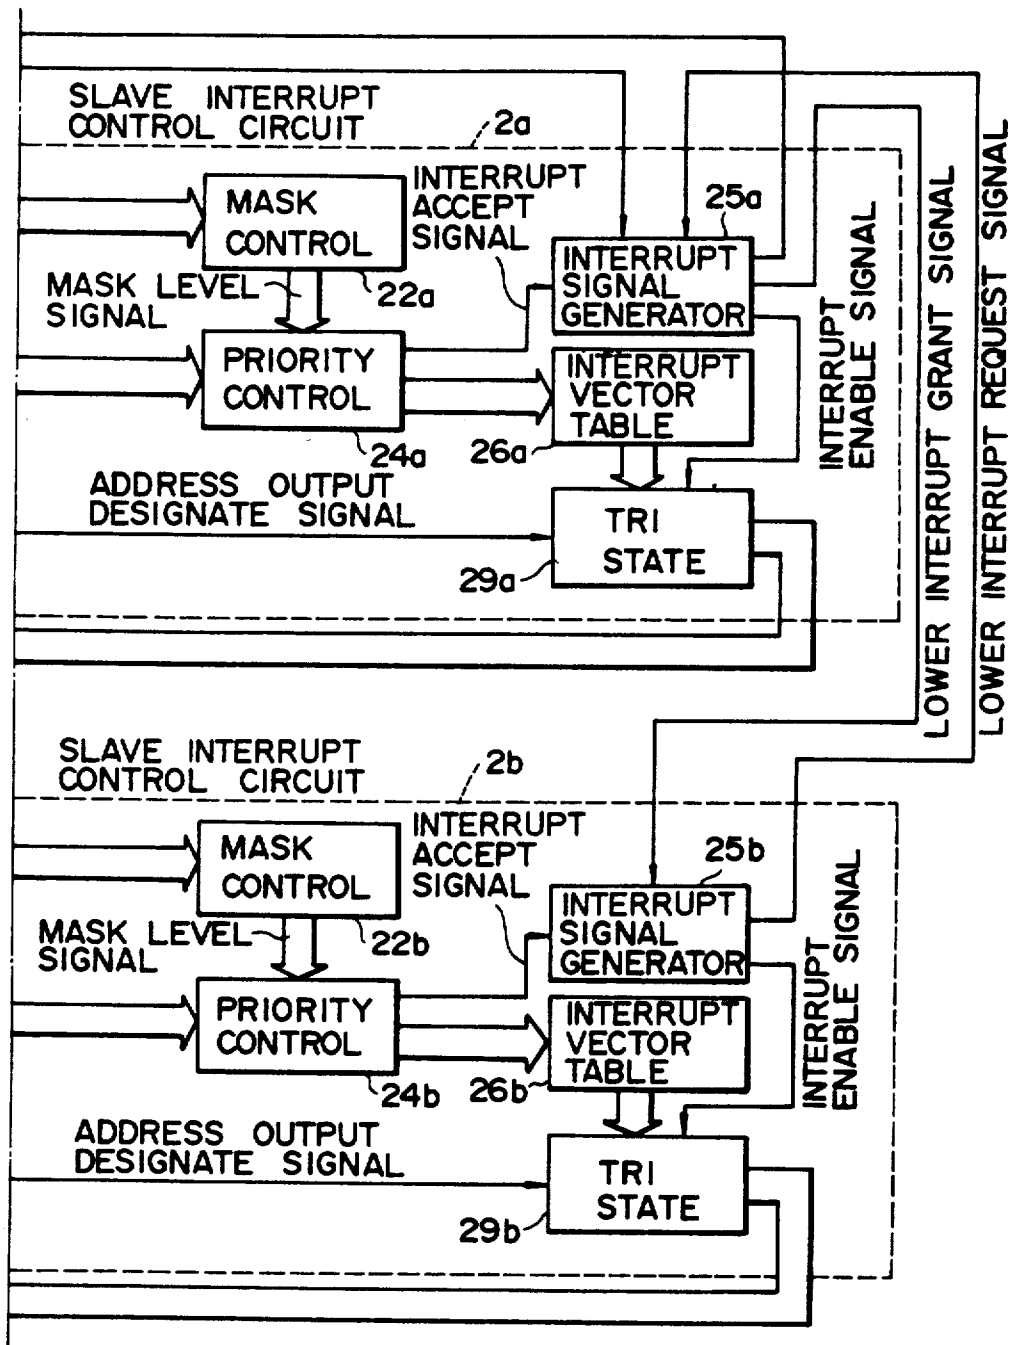 SLAVE INTERRUPT
CONTROL CIRCUIT
2a
MASK
CONTROL
22a
INTERRUPT
ACCEPT
SIGNAL
25a
INTERRUPT
SIGNAL
GENERATOR
MASK LEVEL
SIGNAL
PRIORITY
CONTROL
24a
INTERRUPT
VECTOR
TABLE
26a
ADDRESS OUTPUT
DESIGNATE SIGNAL
TRI
STATE
29a
INTERRUPT
ENABLE SIGNAL
LOWER INTERRUPT GRANT SIGNAL
LOWER INTERRUPT REQUEST SIGNAL
SLAVE INTERRUPT
CONTROL CIRCUIT
2b
MASK
CONTROL
22b
INTERRUPT
ACCEPT
SIGNAL
25b
INTERRUPT
SIGNAL
GENERATOR
MASK LEVEL
SIGNAL
PRIORITY
CONTROL
24b
INTERRUPT
VECTOR
TABLE
26b
ADDRESS OUTPUT
DESIGNATE SIGNAL
TRI
STATE
29b
INTERRUPT
ENABLE SIGNAL